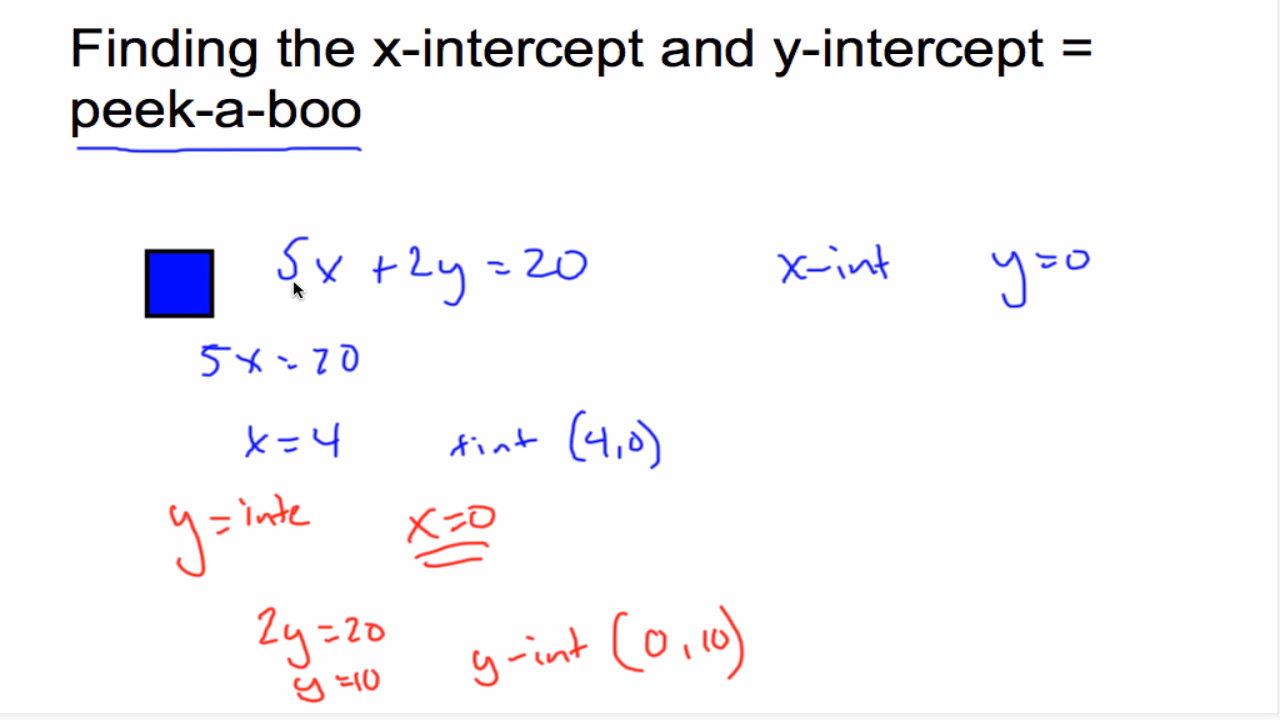 Finding the x-intercept and y-intercept =
peek-a-boo
5x +2y = 20 x-int y=0
5x = 20
x = 4 xint (4,0)
y = inte x=0
2y=20
y =10 y-int (0,10)